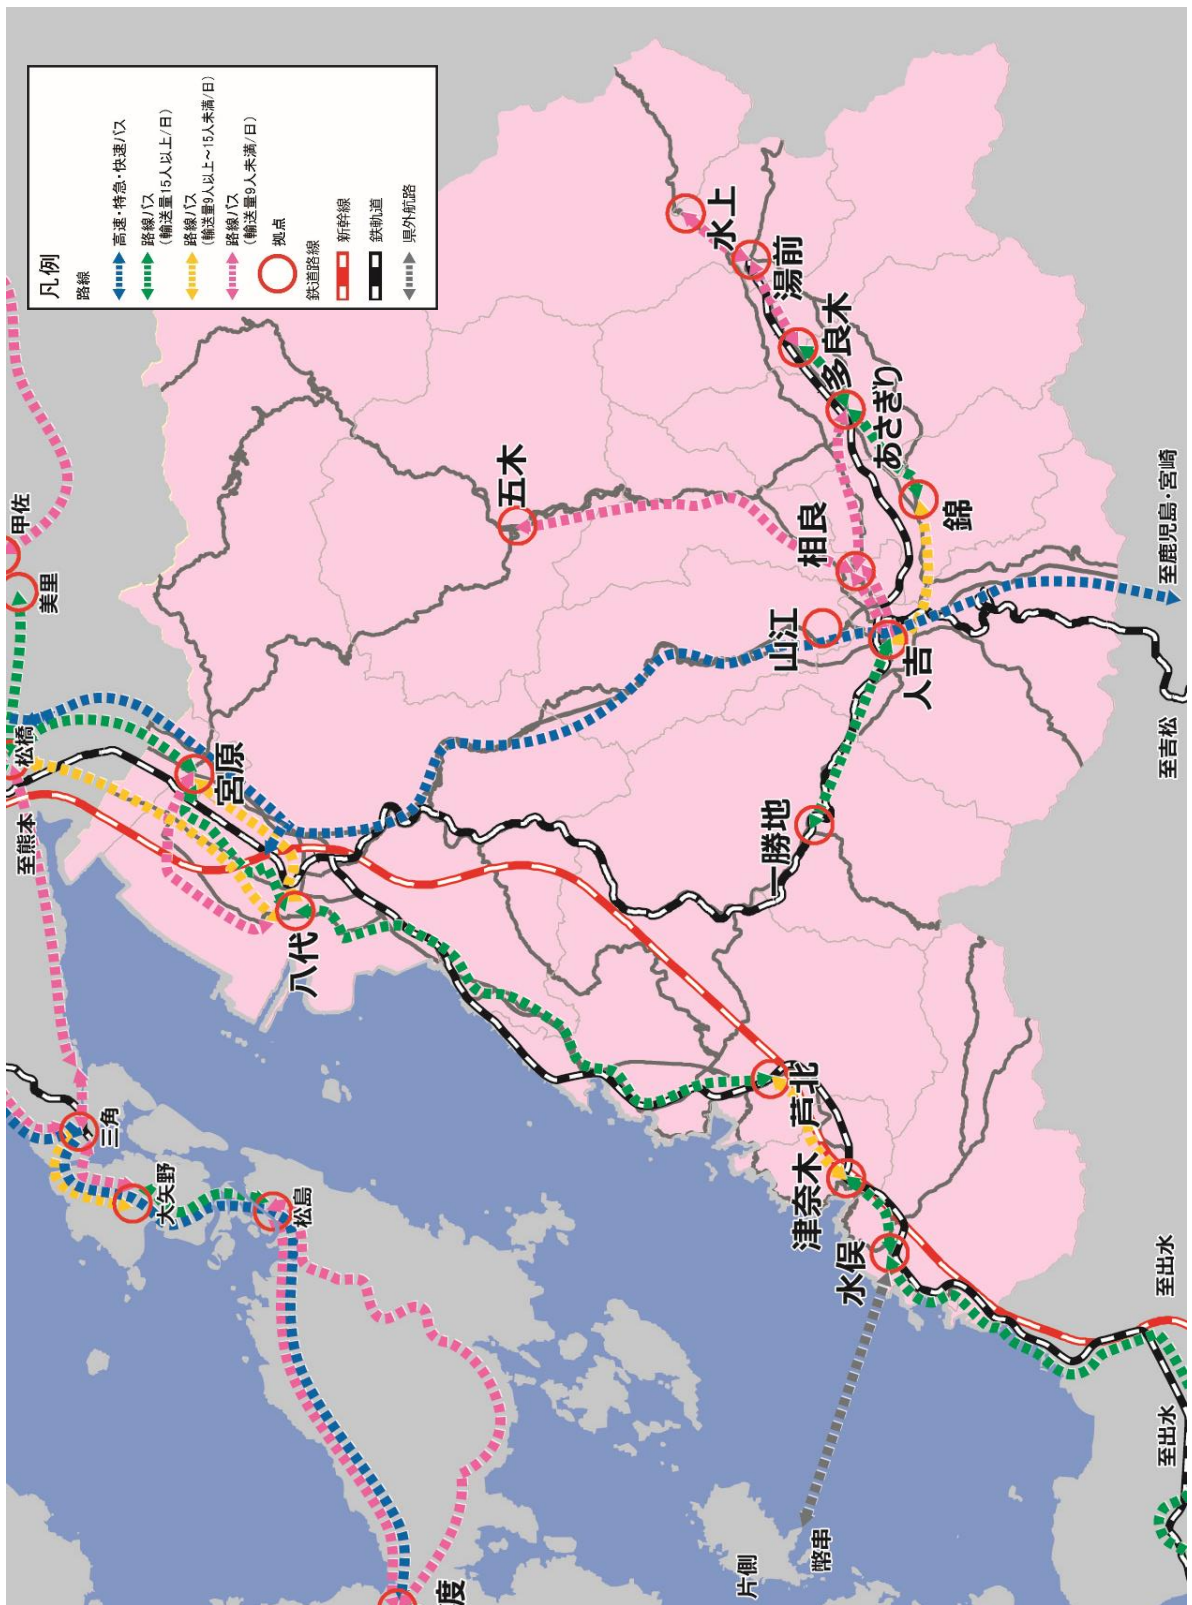 凡例
路線
高速・特急・快速バス
路線バス
(輸送量15人以上/日)
路線バス
(輸送量9人以上～15人未満/日)
路線バス
(輸送量9人未満/日)
拠点
鉄道路線
新幹線
鉄軌道
県外航路
甲佐
美里
松橋
至熊本
宮原
八代
三角
大矢野
松島
度
五木
水上
湯前
多良木
あさぎり
錦
相良
山江
人吉
一勝地
芦北
津奈木
水俣
片側
幣串
至鹿児島・宮崎
至吉松
至出水
至出水